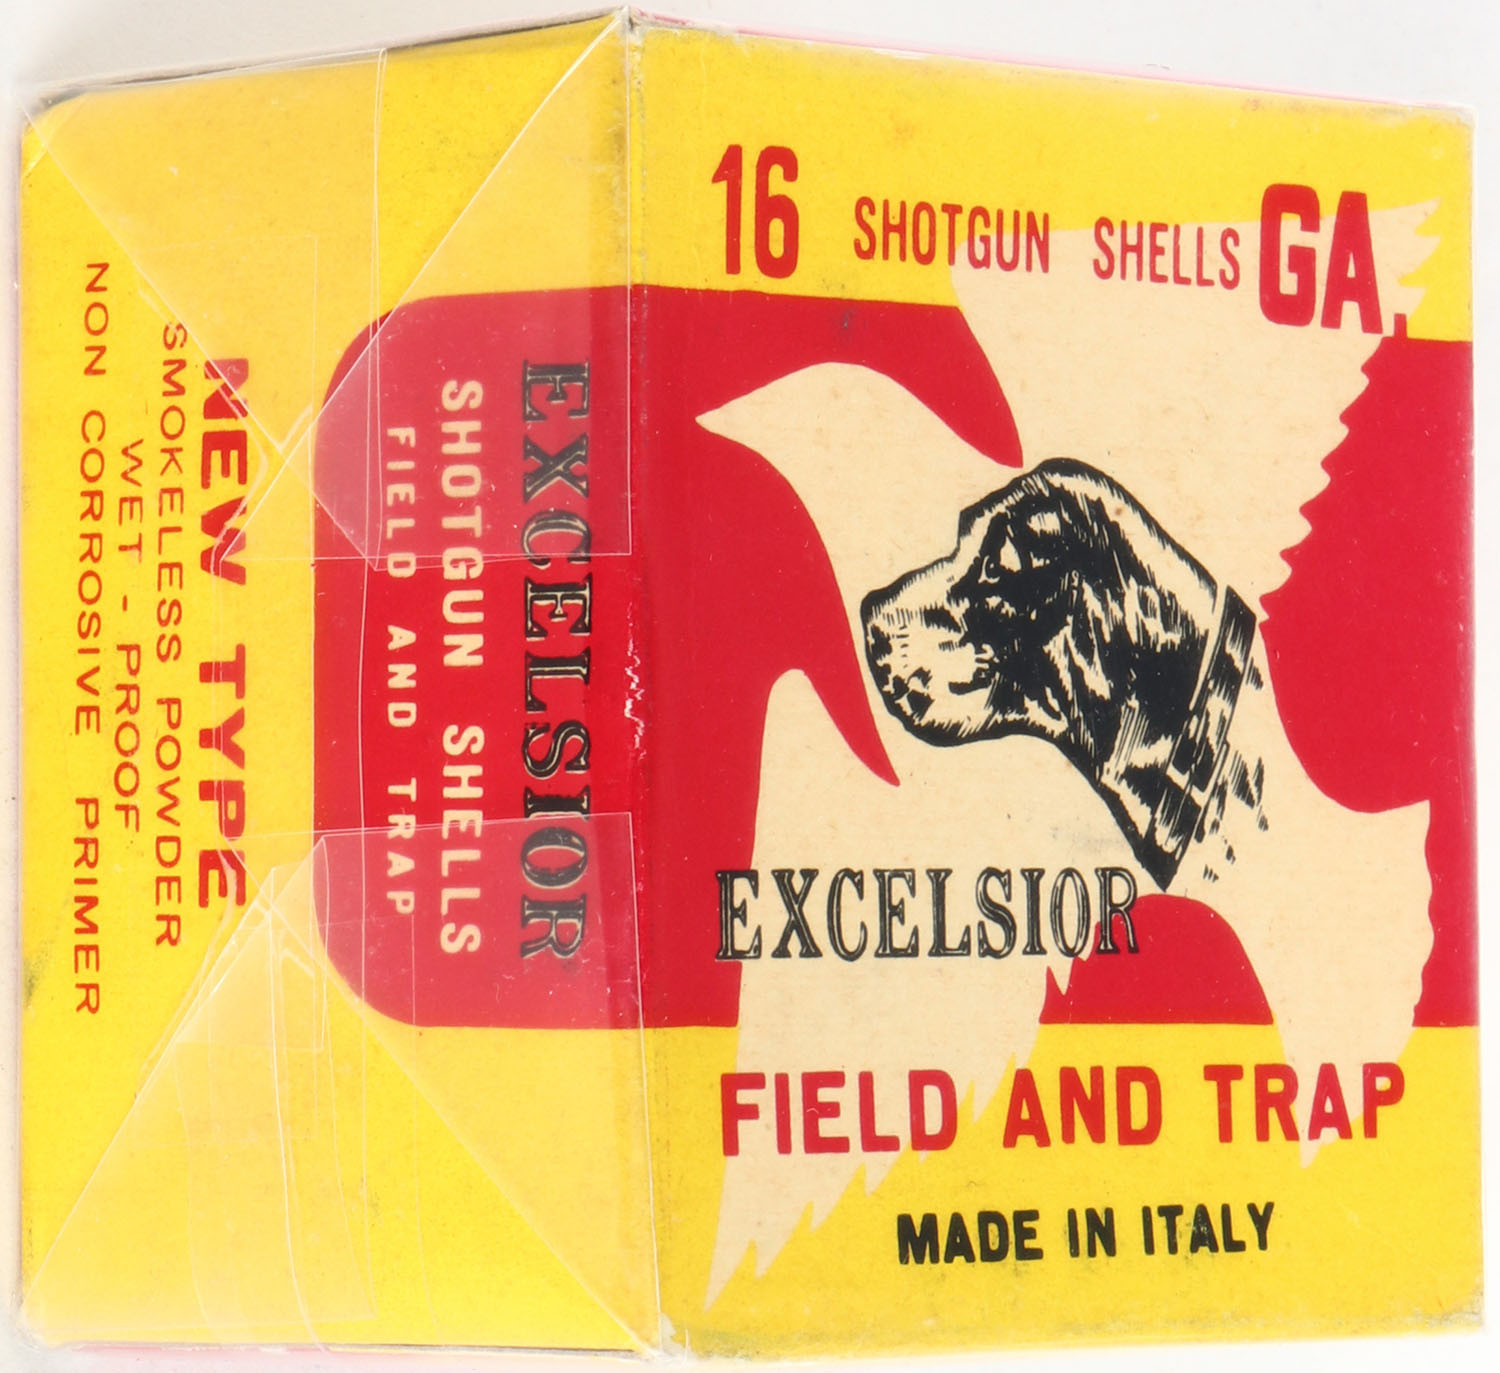 16 SHOTGUN SHELLS GA.
EXCELSIOR
FIELD AND TRAP
MADE IN ITALY
EXCELSIOR
SHOTGUN SHELLS
FIELD AND TRAP
NEW TYPE
SMOKELESS POWDER
WET - PROOF
NON CORROSIVE PRIMER